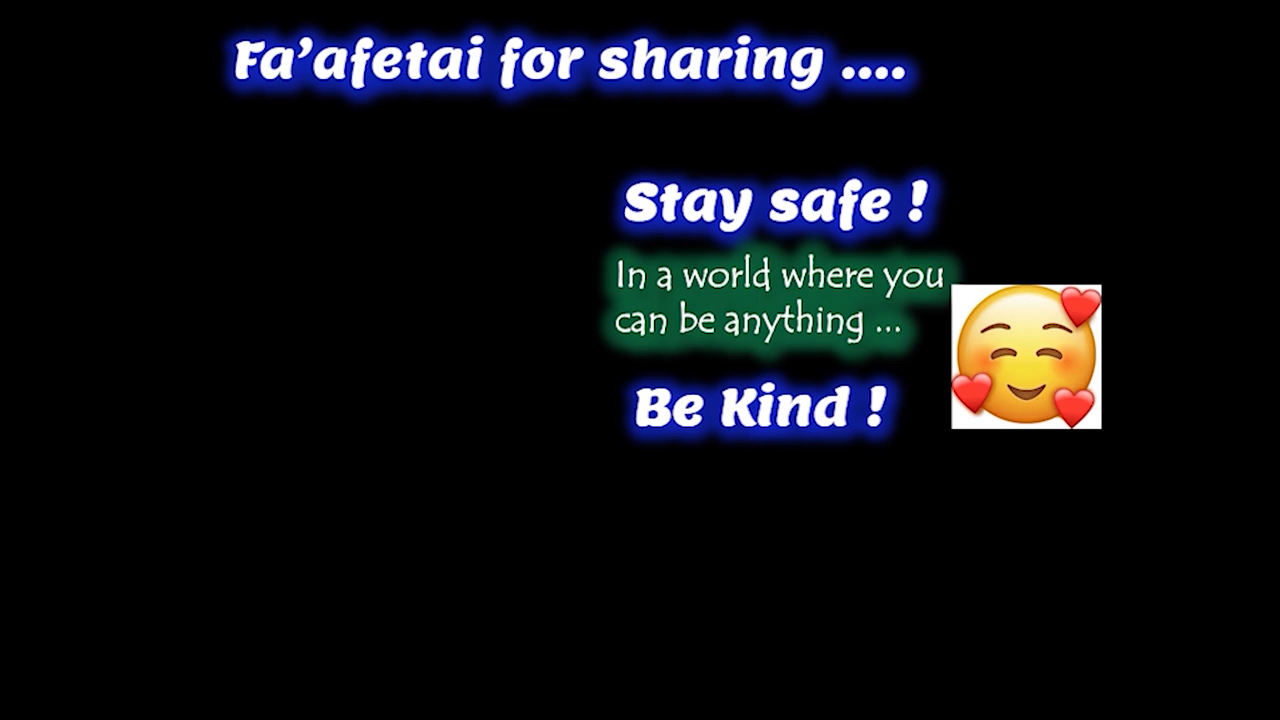 Fa’afetai for sharing ....
Stay safe !
In a world where you
can be anything ...
Be Kind !